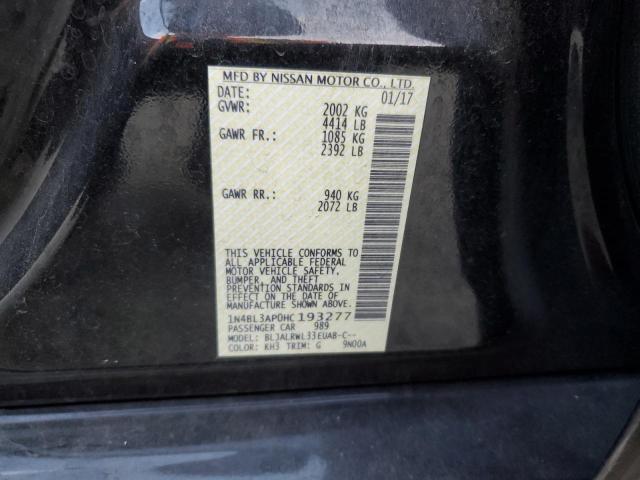 MFD BY NISSAN MOTOR CO., LTD.
DATE: 01/17
GVWR: 2002 KG
4414 LB
GAWR FR.: 1085 KG
2392 LB
GAWR RR.: 940 KG
2072 LB
THIS VEHICLE CONFORMS TO
ALL APPLICABLE FEDERAL
MOTOR VEHICLE SAFETY,
BUMPER, AND THEFT
PREVENTION STANDARDS IN
EFFECT ON THE DATE OF
MANUFACTURE SHOWN ABOVE.
1N4BL3AP0HC193277
PASSENGER CAR 989
MODEL: BLJALRWL33EUAB-C--
COLOR: KH3 TRIM: G 9N00A